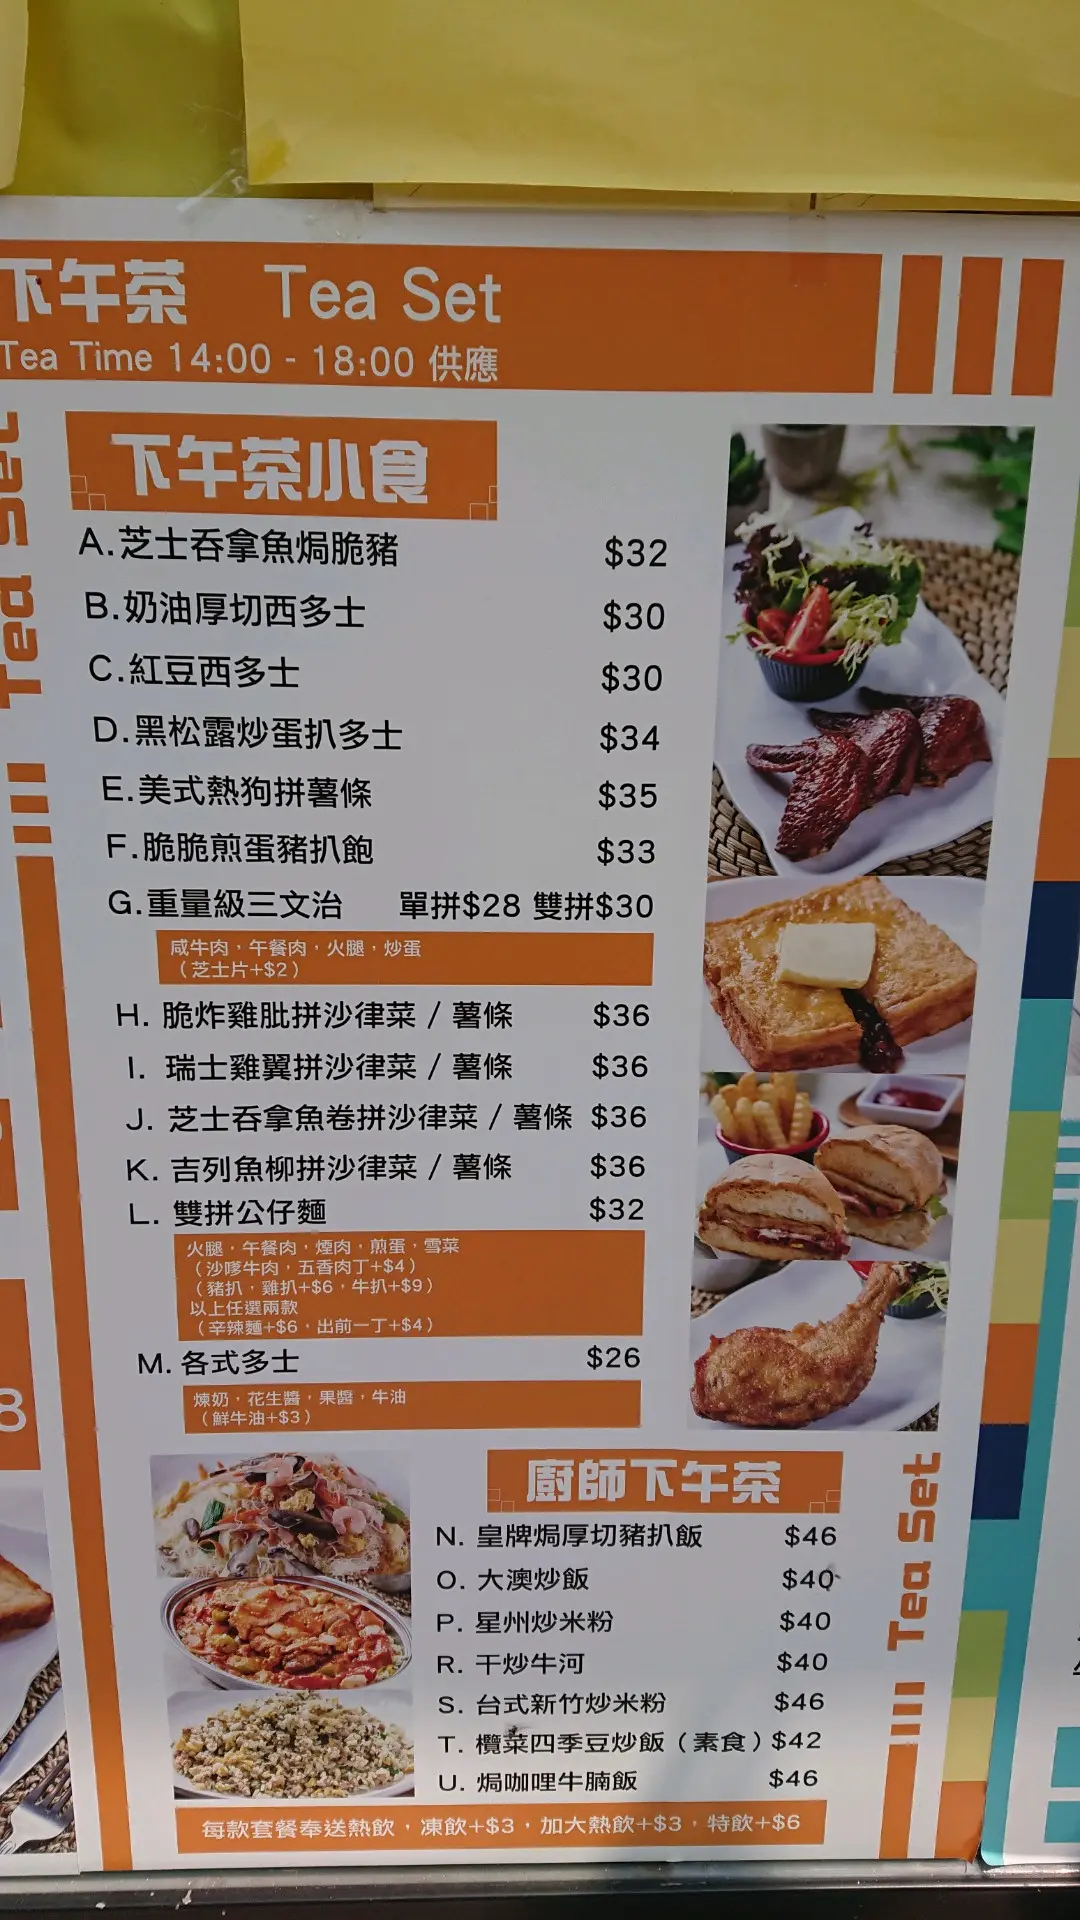 下午茶 Tea Set
Tea Time 14:00 - 18:00 供應
Tea Set
下午茶小食
A.芝士吞拿魚焗脆豬 $32
B.奶油厚切西多士 $30
C.紅豆西多士 $30
D.黑松露炒蛋扒多士 $34
E.美式熱狗拼薯條 $35
F.脆脆煎蛋豬扒飽 $33
G.重量級三文治 單拼$28 雙拼$30
咸牛肉，午餐肉，火腿，炒蛋
（芝士片+$2）
H. 脆炸雞肶拼沙律菜 / 薯條 $36
I. 瑞士雞翼拼沙律菜 / 薯條 $36
J. 芝士吞拿魚卷拼沙律菜 / 薯條 $36
K. 吉列魚柳拼沙律菜 / 薯條 $36
L. 雙拼公仔麵 $32
火腿，午餐肉，煙肉，煎蛋，雪菜
（沙嗲牛肉，五香肉丁+$4）
（豬扒，雞扒+$6，牛扒+$9）
以上任選兩款
（辛辣麵+$6，出前一丁+$4）
M. 各式多士 $26
煉奶，花生醬，果醬，牛油
（鮮牛油+$3）
8
廚師下午茶
N. 皇牌焗厚切豬扒飯 $46
O. 大澳炒飯 $40
P. 星州炒米粉 $40
R. 干炒牛河 $40
S. 台式新竹炒米粉 $46
T. 欖菜四季豆炒飯（素食）$42
U. 焗咖哩牛腩飯 $46
Tea Set
每款套餐奉送熱飲，凍飲+$3，加大熱飲+$3，特飲+$6